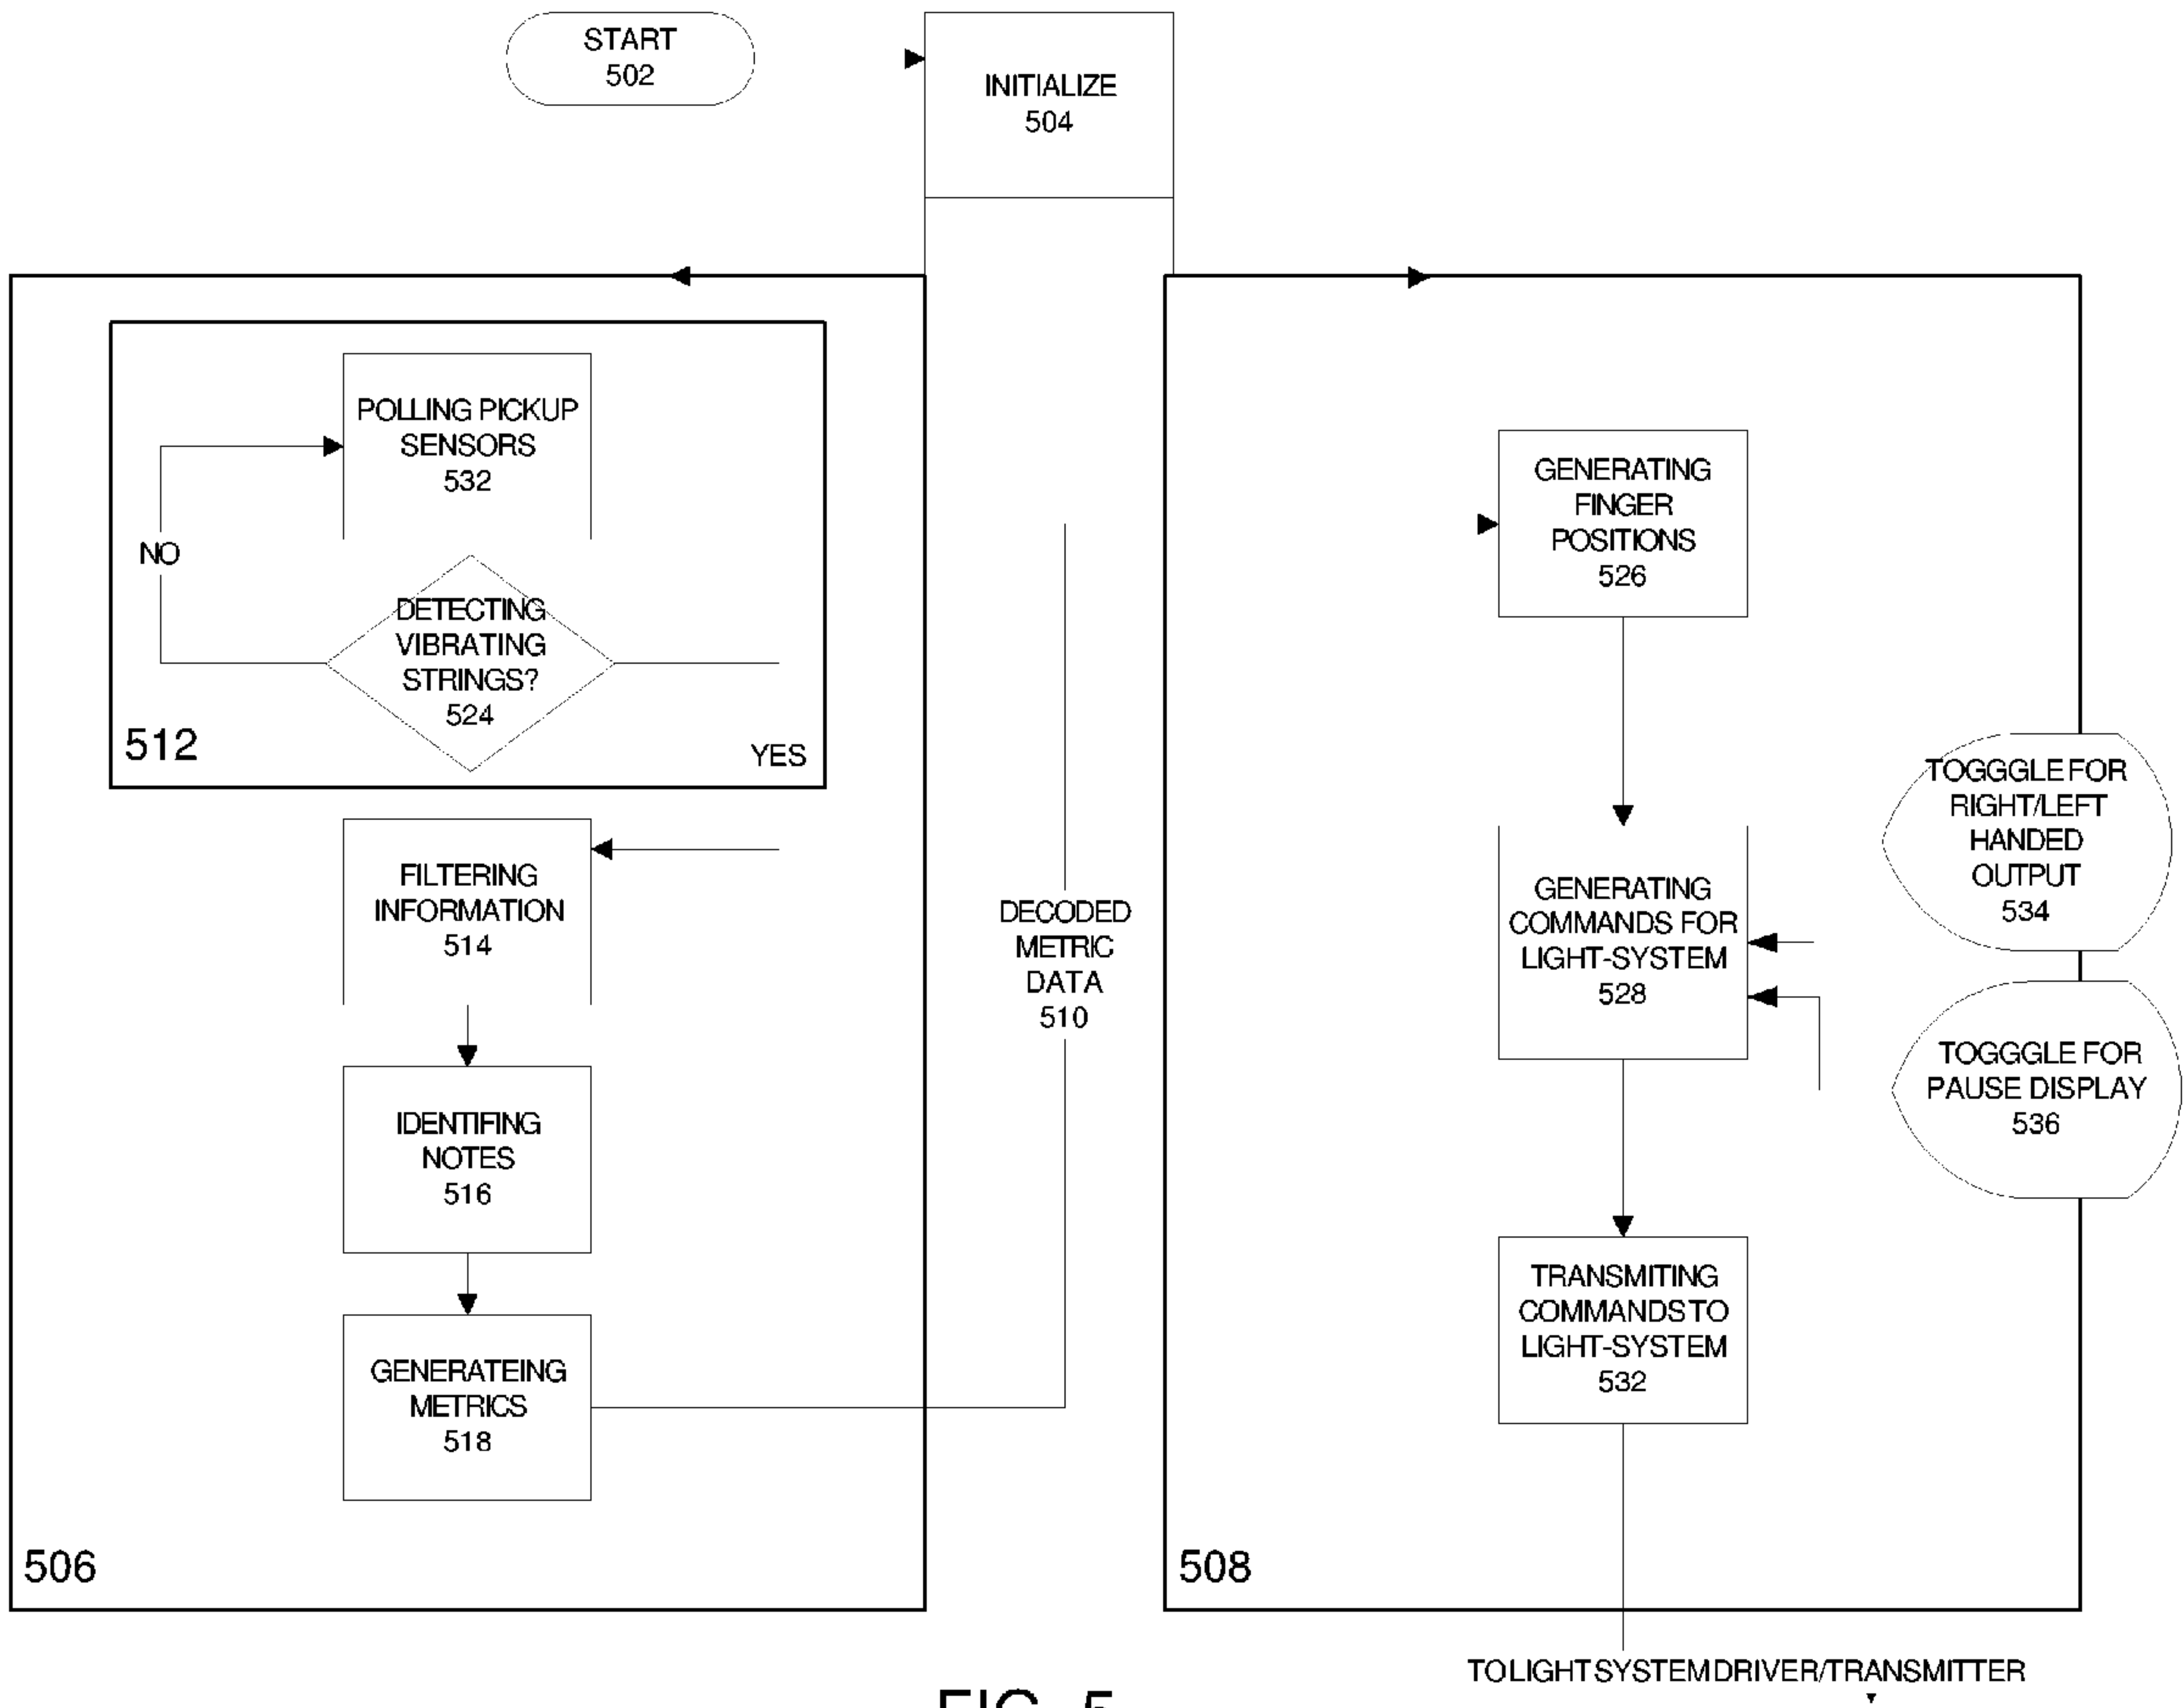 START
502
INITIALIZE
504
POLLING PICKUP
SENSORS
532
NO
DETECTING
VIBRATING
STRINGS?
524
512
YES
FILTERING
INFORMATION
514
IDENTIFING
NOTES
516
GENERATEING
METRICS
518
506
DECODED
METRIC
DATA
510
GENERATING
FINGER
POSITIONS
526
GENERATING
COMMANDS FOR
LIGHT-SYSTEM
528
TOGGGLE FOR
RIGHT/LEFT
HANDED
OUTPUT
534
TOGGGLE FOR
PAUSE DISPLAY
536
TRANSMITING
COMMANDS TO
LIGHT-SYSTEM
532
508
TO LIGHT SYSTEM DRIVER/TRANSMITTER
FIG. 5